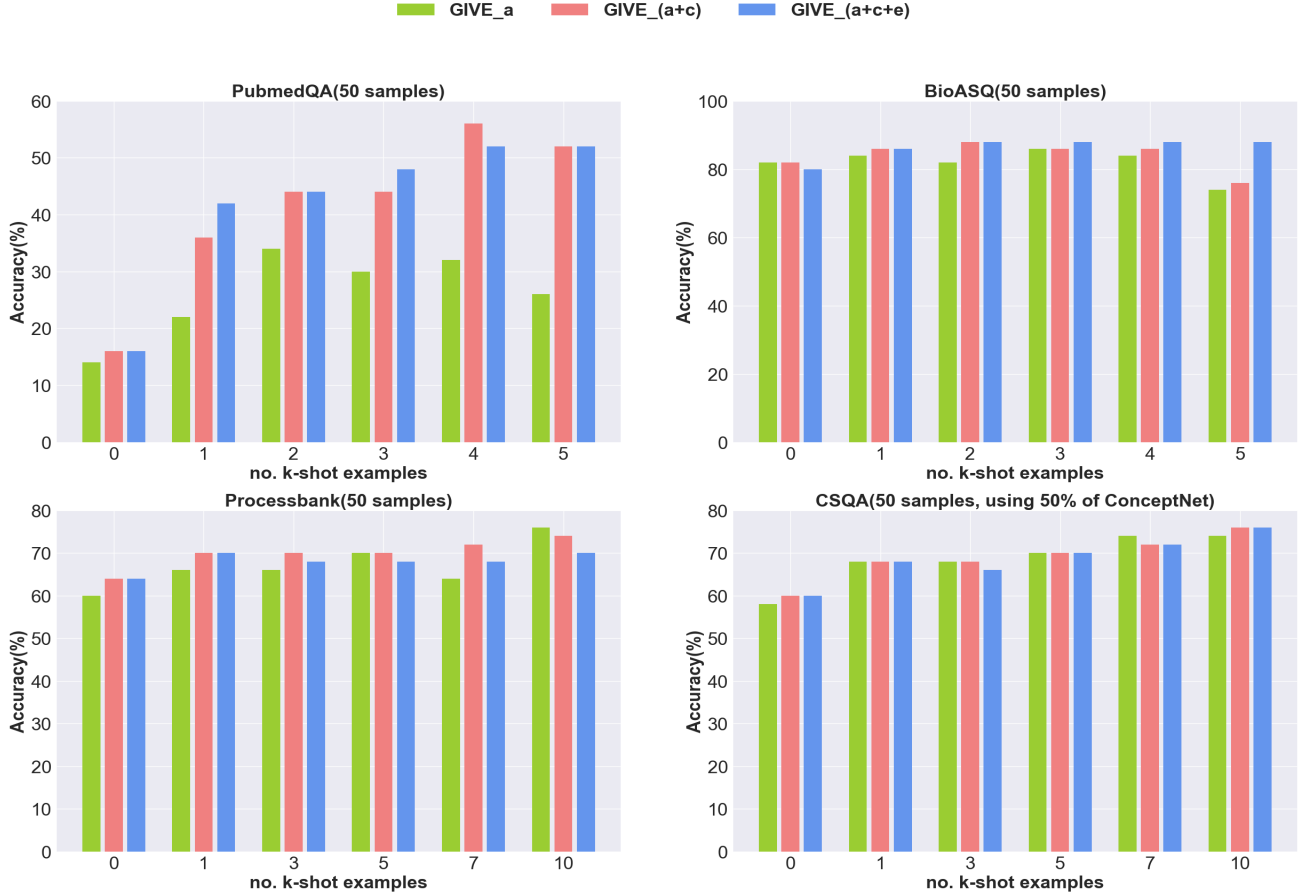 GIVE_a GIVE_(a+c) GIVE_(a+c+e)
PubmedQA(50 samples)
Accuracy(%)
60
50
40
30
20
10
0
0 1 2 3 4 5
no. k-shot examples
BioASQ(50 samples)
Accuracy(%)
100
80
60
40
20
0
0 1 2 3 4 5
no. k-shot examples
Processbank(50 samples)
Accuracy(%)
80
70
60
50
40
30
20
10
0
0 1 3 5 7 10
no. k-shot examples
CSQA(50 samples, using 50% of ConceptNet)
Accuracy(%)
80
70
60
50
40
30
20
10
0
0 1 3 5 7 10
no. k-shot examples